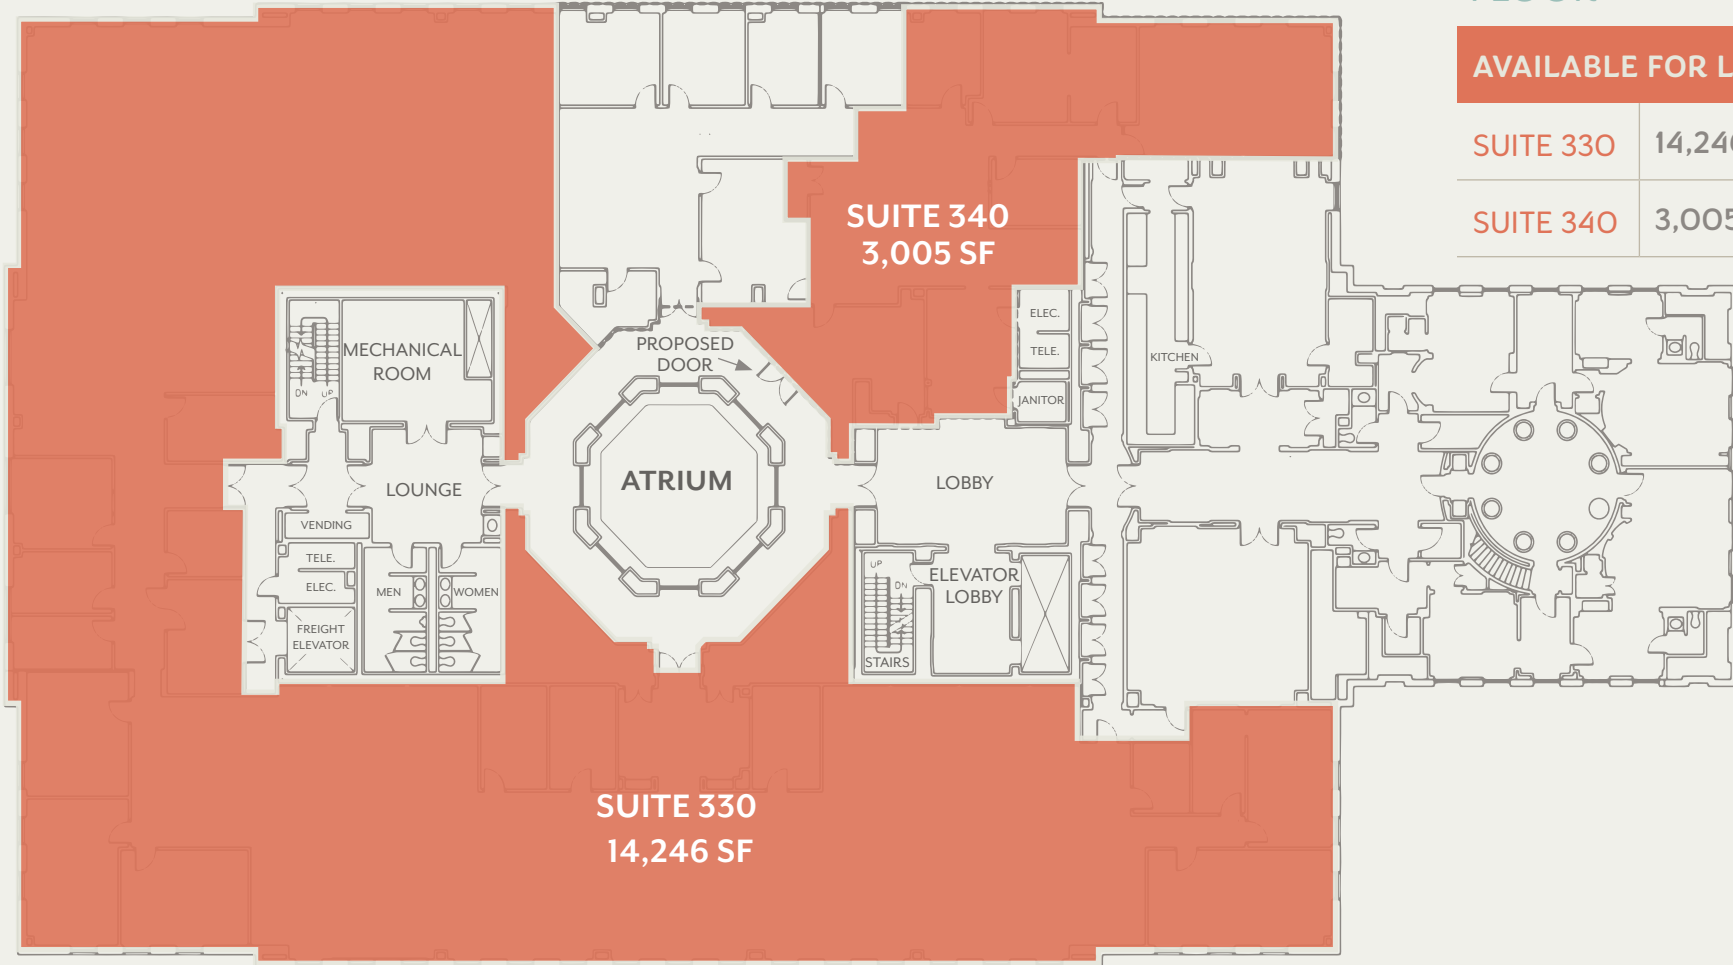 AVAILABLE FOR
SUITE 330 14,246
SUITE 340 3,005
SUITE 340
3,005 SF
ELEC.
TELE.
JANITOR
KITCHEN
MECHANICAL
ROOM
DN UP
PROPOSED
DOOR
ATRIUM
LOUNGE
LOBBY
VENDING
TELE.
ELEC.
MEN
WOMEN
FREIGHT
ELEVATOR
UP
DN
ELEVATOR
LOBBY
STAIRS
SUITE 330
14,246 SF